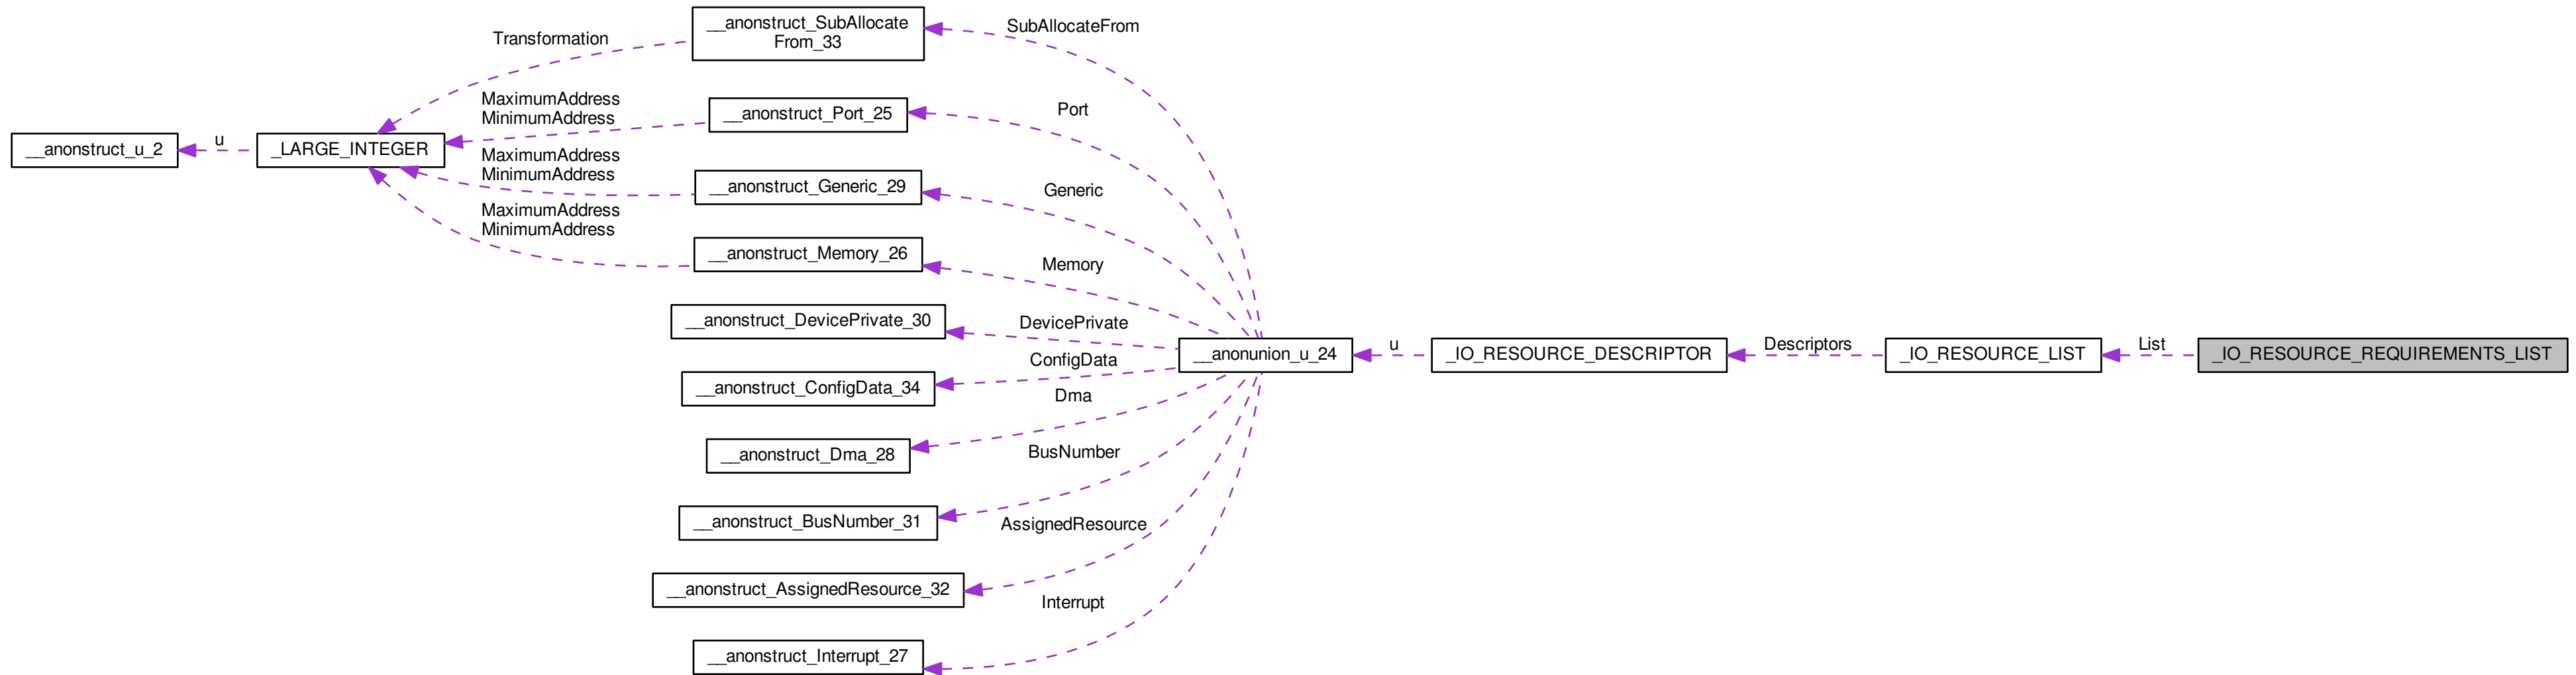 __anonstruct_SubAllocate
From_33
SubAllocateFrom
Transformation
MaximumAddress
MinimumAddress
__anonstruct_Port_25
Port
__anonstruct_u_2
u
_LARGE_INTEGER
MaximumAddress
MinimumAddress
__anonstruct_Generic_29
Generic
MaximumAddress
MinimumAddress
__anonstruct_Memory_26
Memory
__anonstruct_DevicePrivate_30
DevicePrivate
__anonunion_u_24
u
_IO_RESOURCE_DESCRIPTOR
Descriptors
_IO_RESOURCE_LIST
List
_IO_RESOURCE_REQUIREMENTS_LIST
__anonstruct_ConfigData_34
ConfigData
Dma
__anonstruct_Dma_28
BusNumber
__anonstruct_BusNumber_31
AssignedResource
__anonstruct_AssignedResource_32
Interrupt
__anonstruct_Interrupt_27